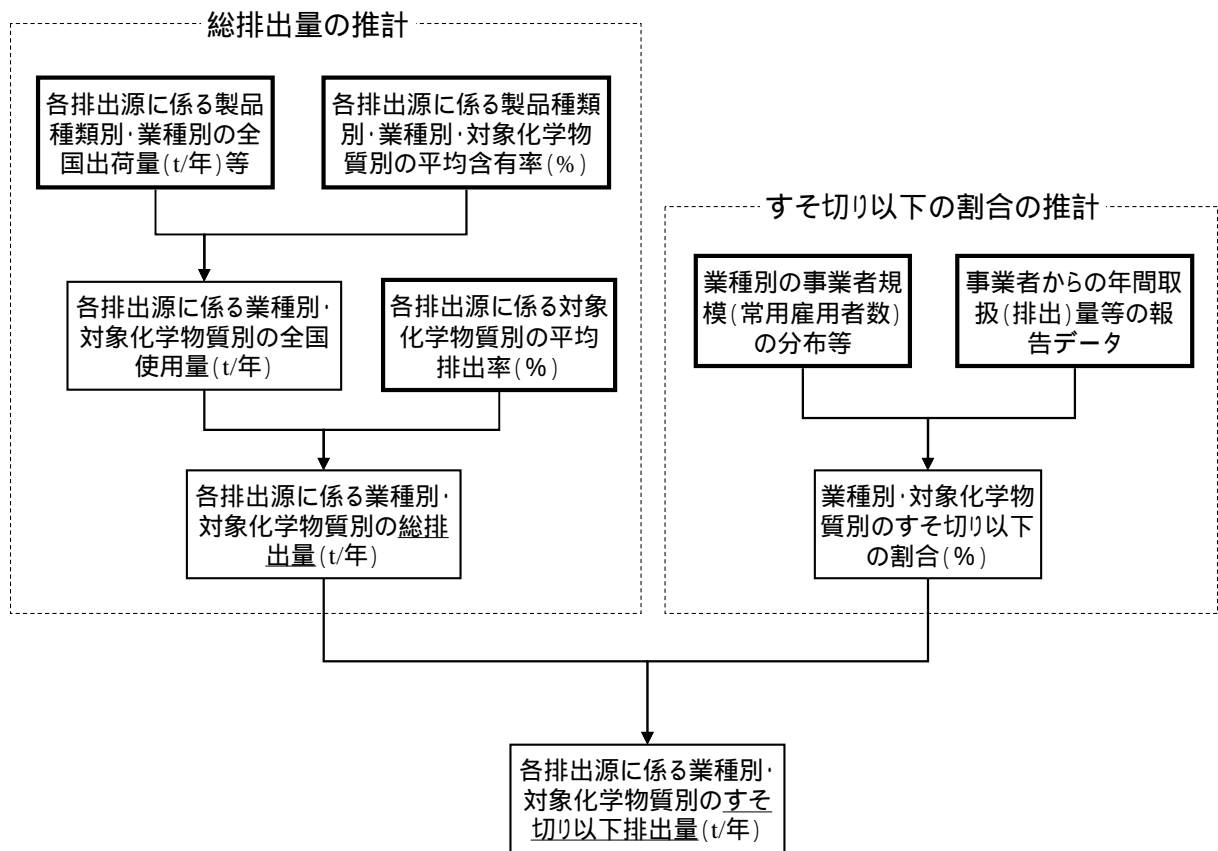 総排出量の推計
各排出源に係る製品
種類別・業種別の全
国出荷量(t/年)等
各排出源に係る製品種類
別・業種別・対象化学物
質別の平均含有率(%)
各排出源に係る業種別・
対象化学物質別の全国
使用量(t/年)
各排出源に係る対象
化学物質別の平均
排出率(%)
各排出源に係る業種別・
対象化学物質別の総排
出量(t/年)
すそ切り以下の割合の推計
業種別の事業者規
模(常用雇用者数)
の分布等
事業者からの年間取
扱(排出)量等の報
告データ
業種別・対象化学物
質別のすそ切り以下
の割合(%)
各排出源に係る業種別・
対象化学物質別のすそ
切り以下排出量(t/年)